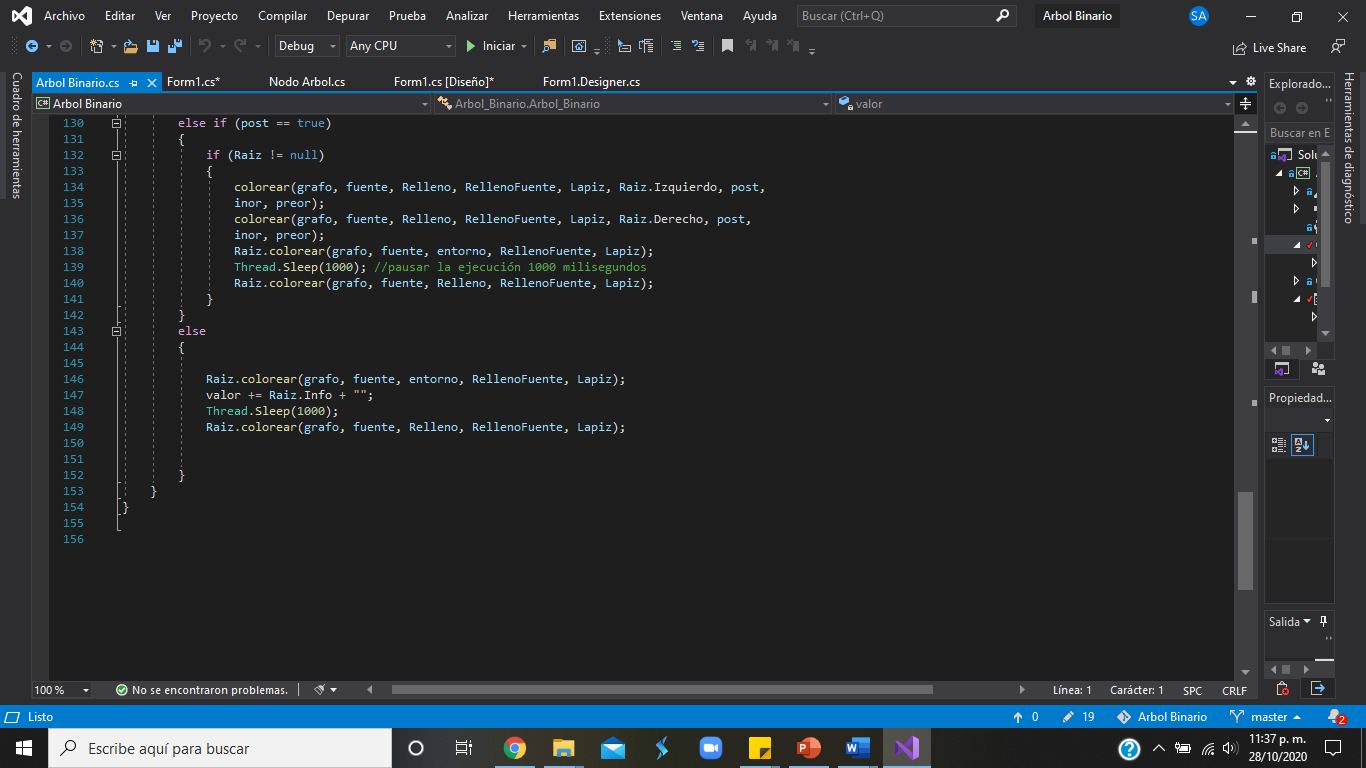 Archivo Editar Ver Proyecto Compilar Depurar Prueba Analizar Herramientas Extensiones Ventana Ayuda Buscar (Ctrl+Q) Arbol Binario SA
Debug Any CPU Iniciar Live Share
Cuadro de herramientas
Arbol Binario.cs Form1.cs* Nodo Arbol.cs Form1.cs [Diseño]* Form1.Designer.cs
C# Arbol Binario Arbol_Binario.Arbol_Binario valor
130 else if (post == true)
131 {
132 if (Raiz != null)
133 {
134 colorear(grafo, fuente, Relleno, RellenoFuente, Lapiz, Raiz.Izquierdo, post,
135 inor, preor);
136 colorear(grafo, fuente, Relleno, RellenoFuente, Lapiz, Raiz.Derecho, post,
137 inor, preor);
138 Raiz.colorear(grafo, fuente, entorno, RellenoFuente, Lapiz);
139 Thread.Sleep(1000); //pausar la ejecución 1000 milisegundos
140 Raiz.colorear(grafo, fuente, Relleno, RellenoFuente, Lapiz);
141 }
142 }
143 else
144 {
145
146 Raiz.colorear(grafo, fuente, entorno, RellenoFuente, Lapiz);
147 valor += Raiz.Info + "";
148 Thread.Sleep(1000);
149 Raiz.colorear(grafo, fuente, Relleno, RellenoFuente, Lapiz);
150
151
152 }
153 }
154 }
155
156
Explorado...
Buscar en E
Solu
C#
Propiedad...
Salida
Herramientas de diagnóstico
100 % No se encontraron problemas. Línea: 1 Carácter: 1 SPC CRLF
Listo 0 19 Arbol Binario master 2
Escribe aquí para buscar
11:37 p. m.
28/10/2020